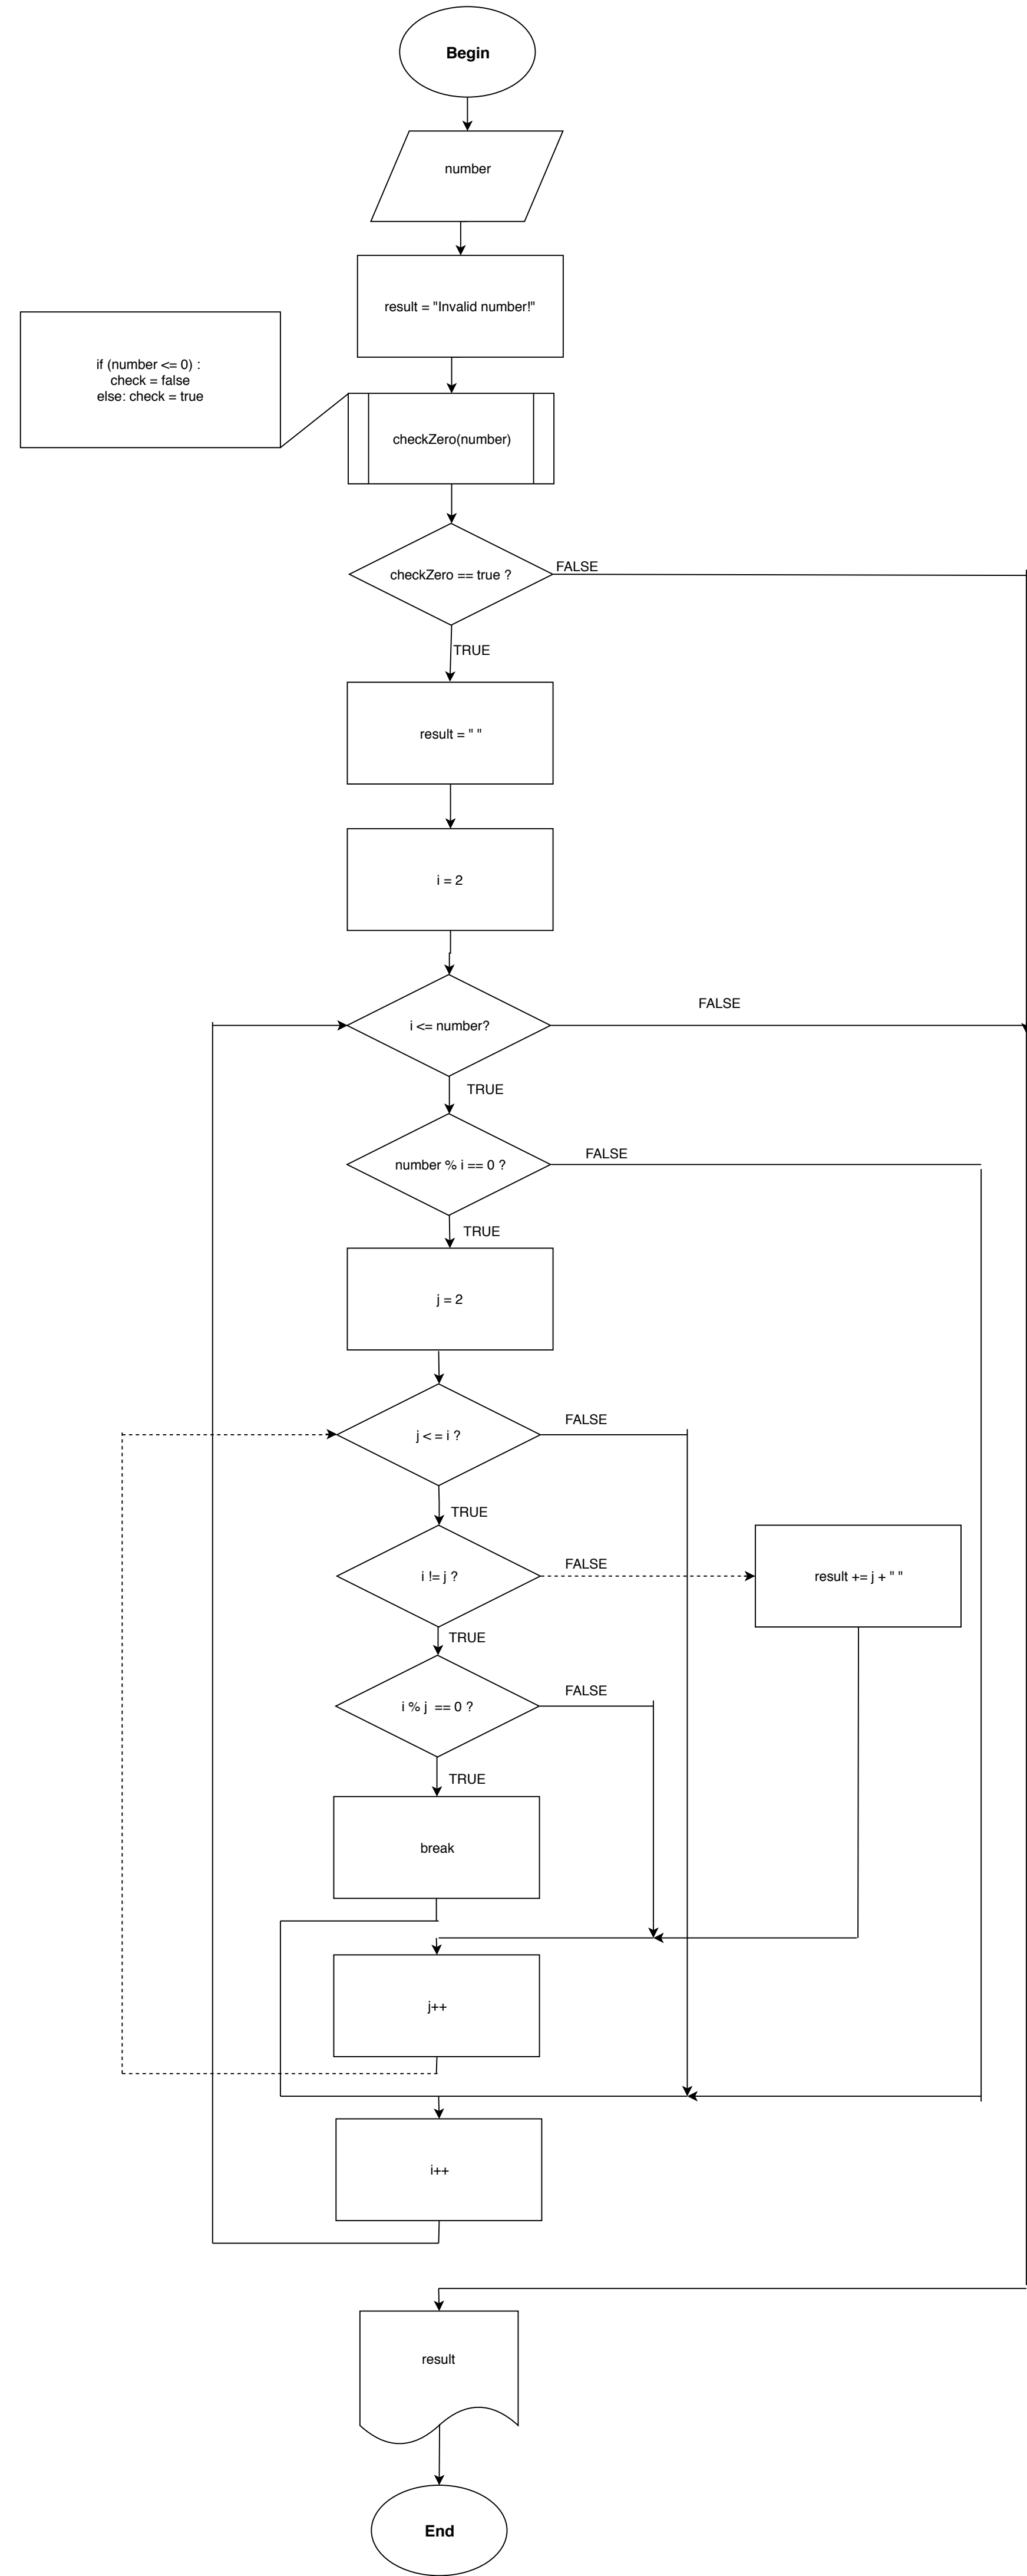 Begin
number
result = "Invalid number!"
if (number <= 0) :
check = false
else: check = true
checkZero(number)
checkZero == true ?
FALSE
TRUE
result = " "
i = 2
i <= number?
FALSE
TRUE
number % i == 0 ?
FALSE
TRUE
j = 2
j < = i ?
FALSE
TRUE
i != j ?
FALSE
result += j + " "
TRUE
i % j == 0 ?
FALSE
TRUE
break
j++
i++
result
End